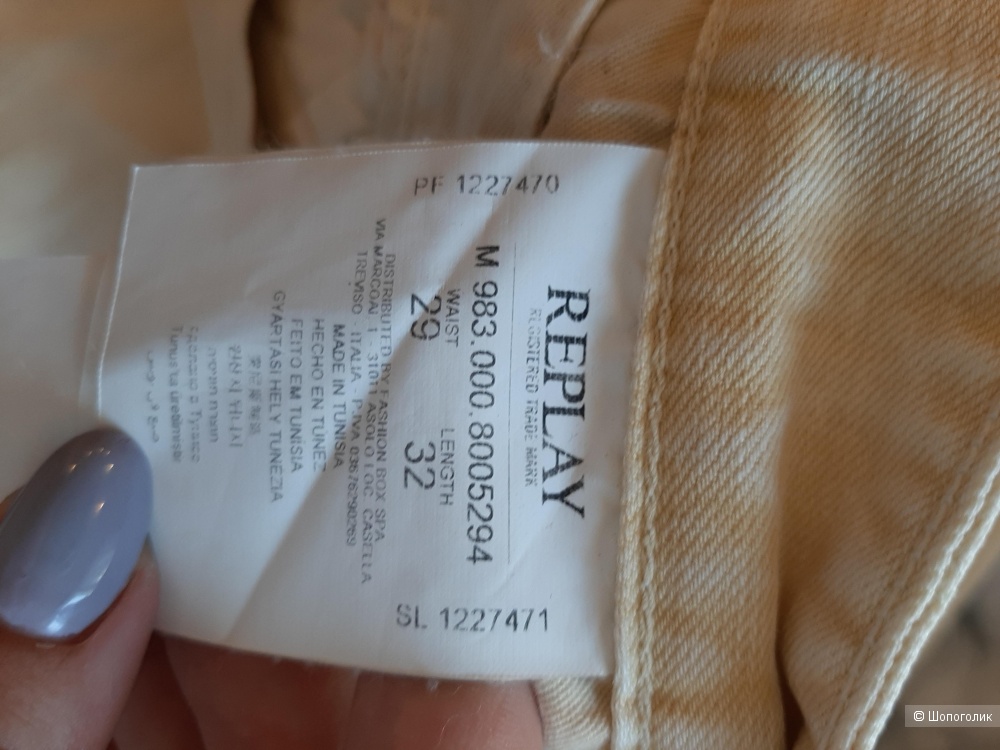 PF 1227470
REPLAY
REGISTERED TRADE MARK
M 983.000.8005294
WAIST LENGTH
29 32
DISTRIBUTED BY FASHION BOX SPA
VIA MARCOAI 1 - 31011 ASOLO LOC. CASELLA
TREVISO - ITALIA - P.IVA 03676290269
MADE IN TUNISIA
HECHO EN TUNEZ
FEITO EM TUNISIA
GYARTASI HELY TUNEZIA
SL 1227471
© Шопоголик